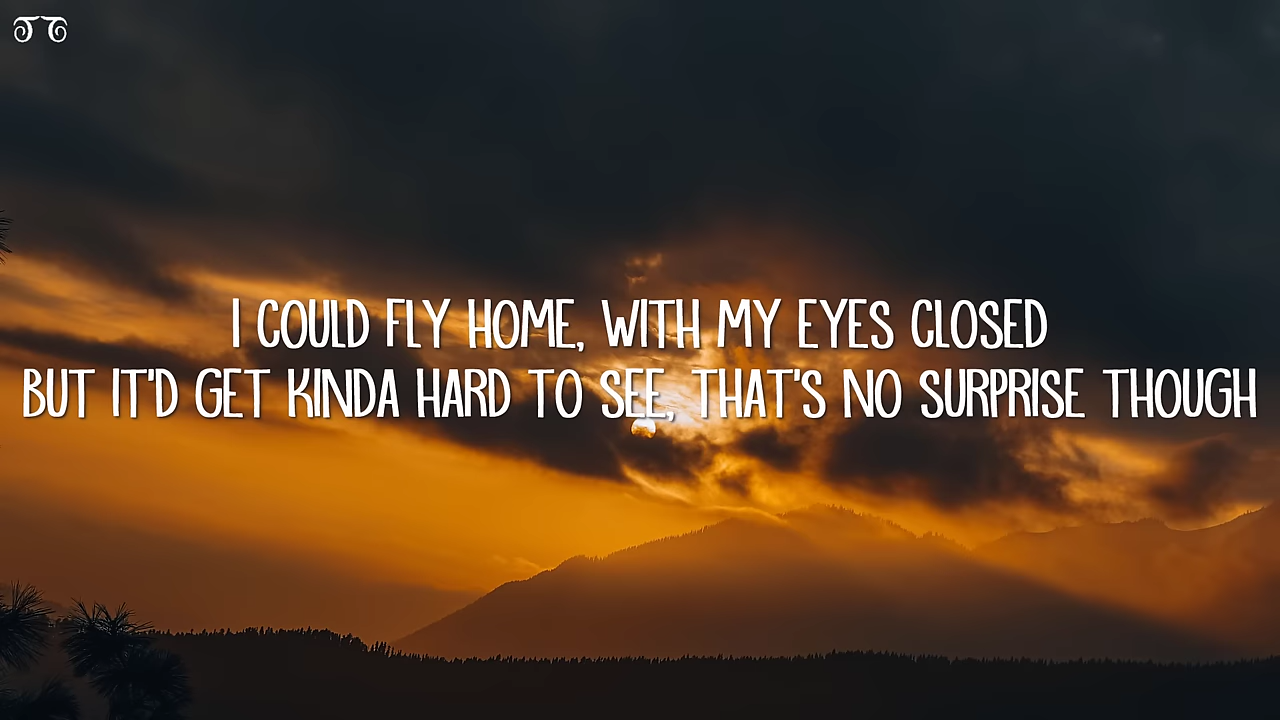 I COULD FLY HOME, WITH MY EYES CLOSED
BUT IT'D GET KINDA HARD TO SEE, THAT'S NO SURPRISE THOUGH